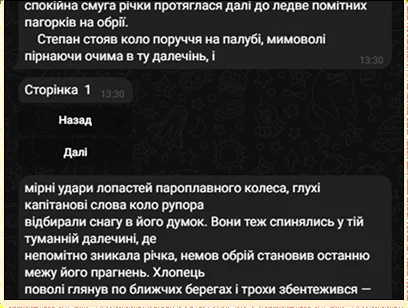 спокійна смуга річки протяглася далі до ледве помітних
пагорків на обрії.
Степан стояв коло поруччя на палубі, мимоволі
пірнаючи очима в ту далечінь, і
13:30
Сторінка 1 13:30
Назад
Далі
мірні удари лопастей пароплавного колеса, глухі
капітанові слова коло рупора
відбирали снагу в його думок. Вони теж спинялись у тій
туманній далечині, де
непомітно зникала річка, немов обрій становив останню
межу його прагнень. Хлопець
поволі глянув по ближчих берегах і трохи збентежився —